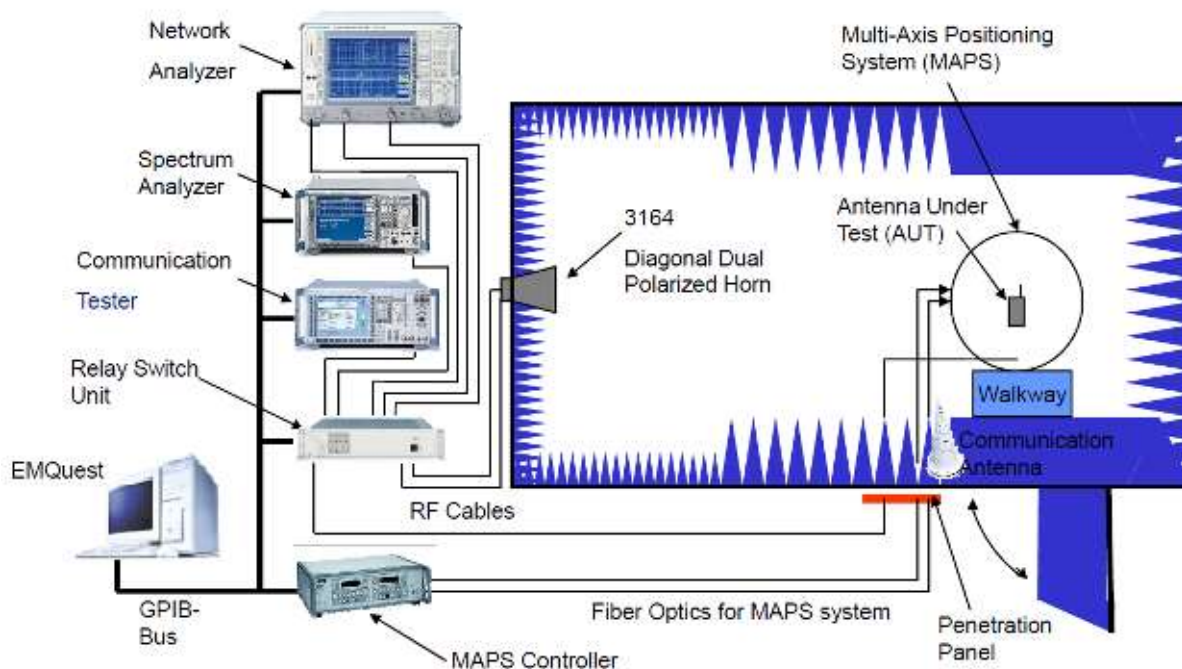 Network
Analyzer
Spectrum
Analyzer
Communication
Tester
Relay Switch
Unit
EMQuest
GPIB-
Bus
MAPS Controller
RF Cables
Fiber Optics for MAPS system
3164
Diagonal Dual
Polarized Horn
Multi-Axis Positioning
System (MAPS)
Antenna Under
Test (AUT)
Walkway
Communication
Antenna
Penetration
Panel